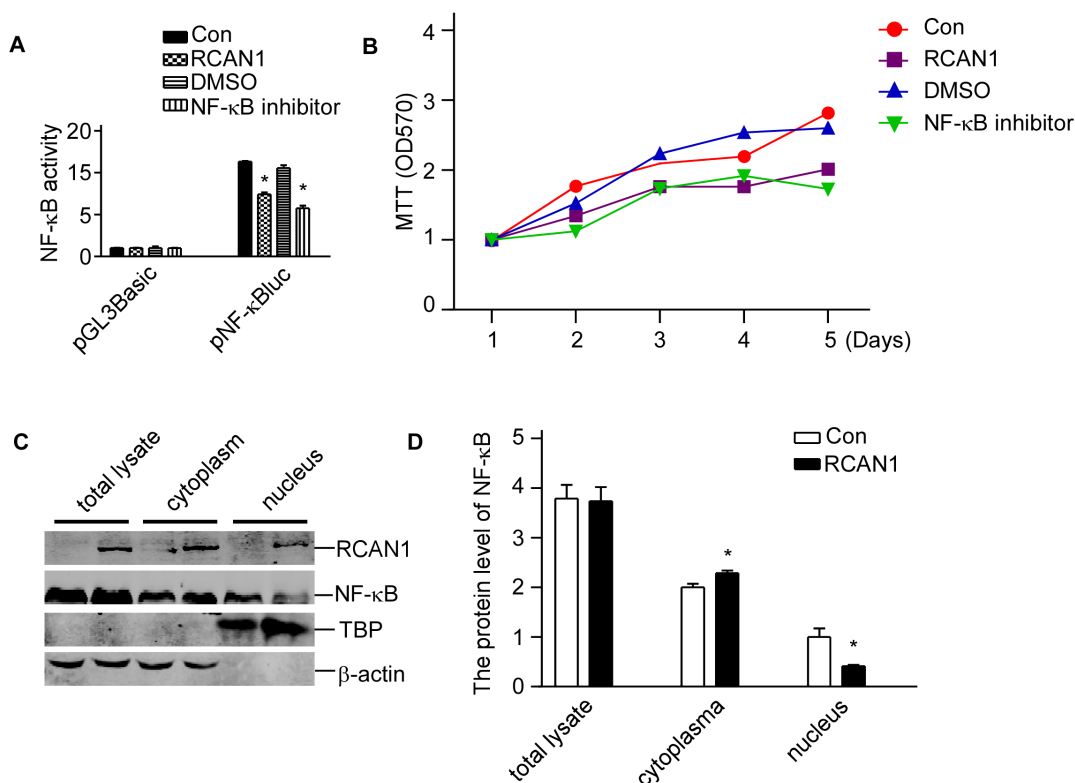 A
Con
RCAN1
DMSO
NF-κB inhibitor
NF-κB activity
20
15
5
0
*
*
pGL3Basic
pNF-κBluc
B
MTT (OD570)
4
3
2
1
0
1 2 3 4 5 (Days)
Con
RCAN1
DMSO
NF-κB inhibitor
C
total lysate
cytoplasm
nucleus
RCAN1
NF-κB
TBP
β-actin
D
The protein level of NF-κB
5
4
3
2
1
0
Con
RCAN1
*
*
total lysate
cytoplasma
nucleus